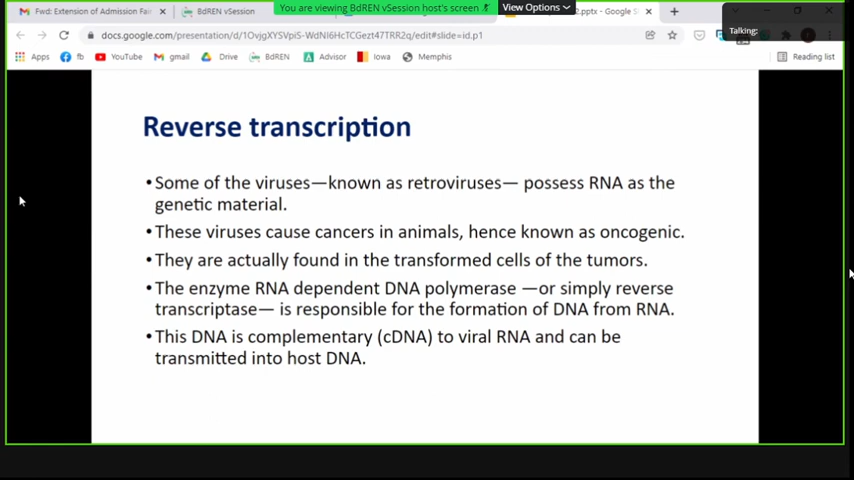 You are viewing BdREN vSession host's screen View Options
Fwd: Extension of Admission Fair BdREN vSession 2.pptx - Google S
Talking:
docs.google.com/presentation/d/1OvjgXYSVpiS-WdNI6HcTCGezt47TRR2q/edit#slide=id.p1
Apps fb YouTube gmail Drive BdREN Advisor Iowa Memphis Reading list
Reverse transcription
•Some of the viruses—known as retroviruses— possess RNA as the
genetic material.
•These viruses cause cancers in animals, hence known as oncogenic.
•They are actually found in the transformed cells of the tumors.
•The enzyme RNA dependent DNA polymerase —or simply reverse
transcriptase— is responsible for the formation of DNA from RNA.
•This DNA is complementary (cDNA) to viral RNA and can be
transmitted into host DNA.